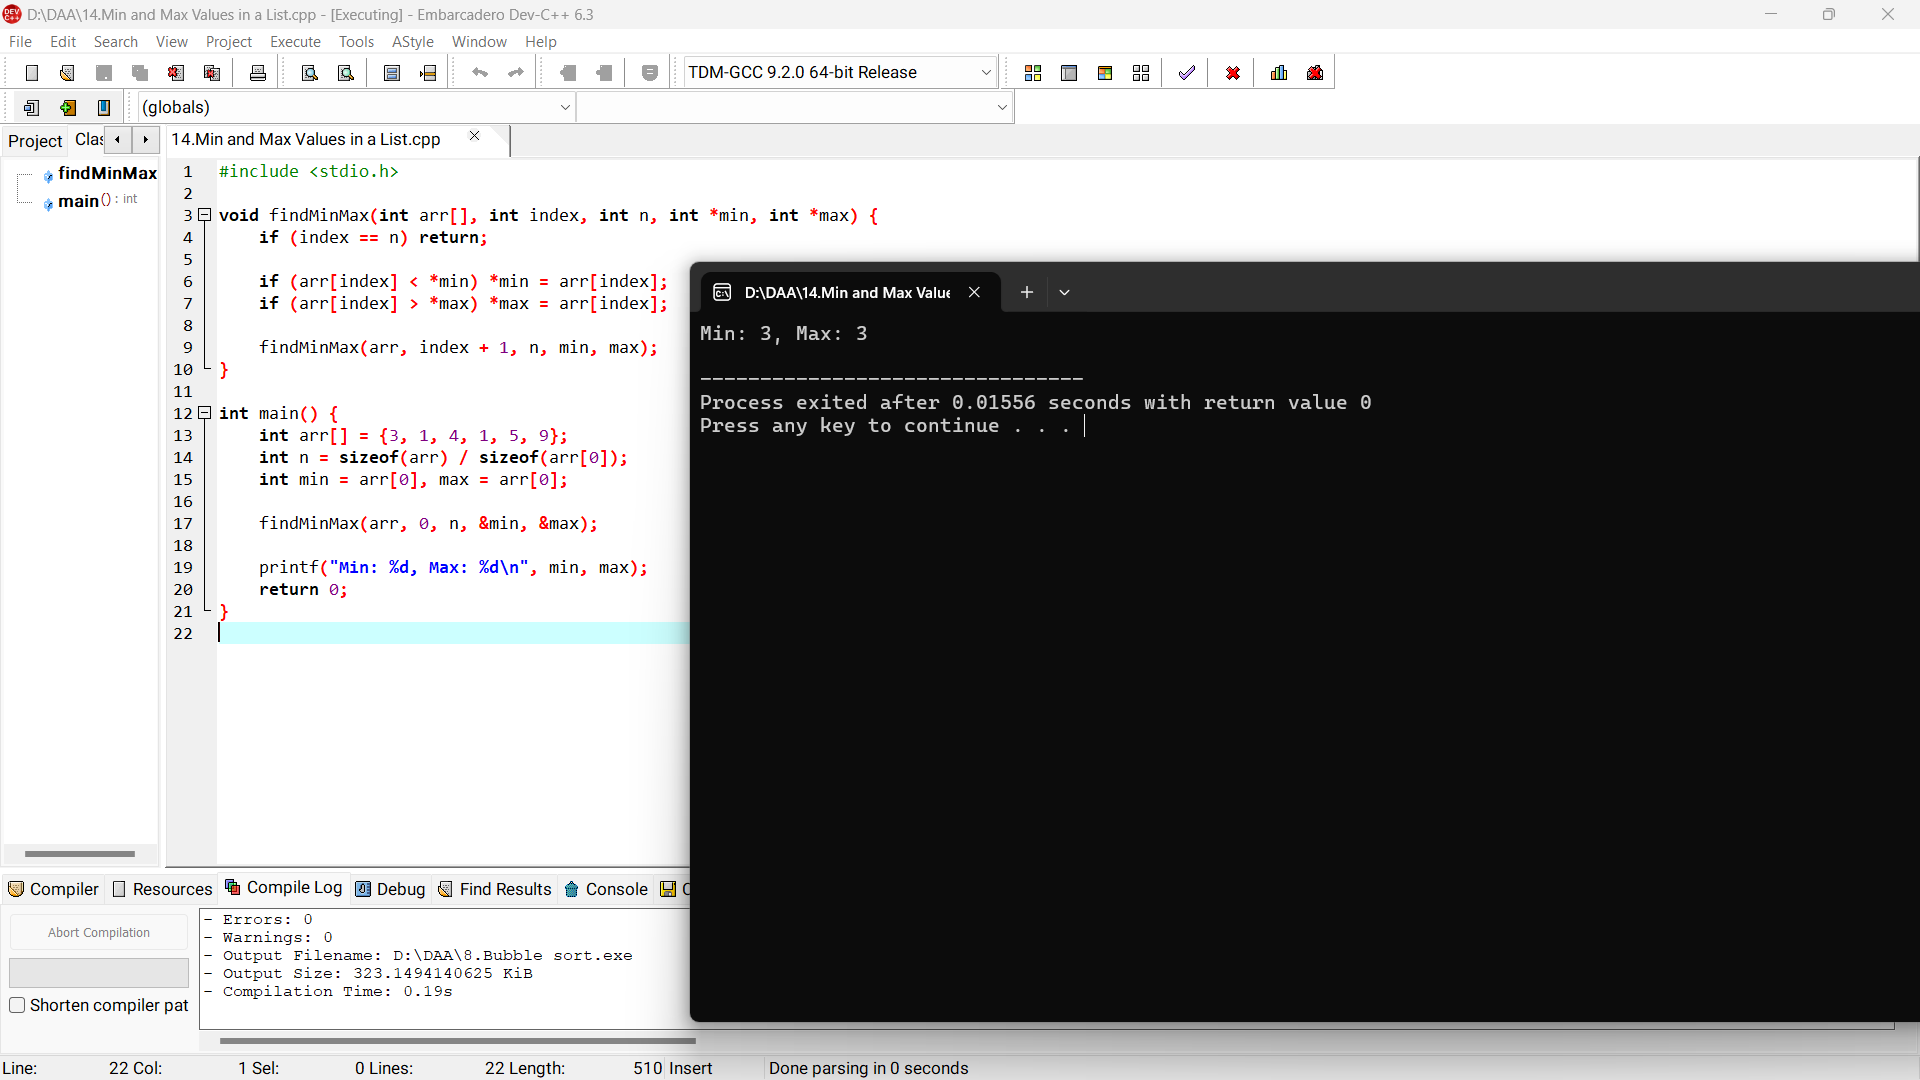 D:\DAA\14.Min and Max Values in a List.cpp - [Executing] - Embarcadero Dev-C++ 6.3
File Edit Search View Project Execute Tools AStyle Window Help
TDM-GCC 9.2.0 64-bit Release
(globals)
Project Clas 14.Min and Max Values in a List.cpp
findMinMax
main () : int
1 #include <stdio.h>
2
3 void findMinMax(int arr[], int index, int n, int *min, int *max) {
4 if (index == n) return;
5
6 if (arr[index] < *min) *min = arr[index];
7 if (arr[index] > *max) *max = arr[index];
8
9 findMinMax(arr, index + 1, n, min, max);
10 }
11
12 int main() {
13 int arr[] = {3, 1, 4, 1, 5, 9};
14 int n = sizeof(arr) / sizeof(arr[0]);
15 int min = arr[0], max = arr[0];
16
17 findMinMax(arr, 0, n, &min, &max);
18
19 printf("Min: %d, Max: %d\n", min, max);
20 return 0;
21 }
22
D:\DAA\14.Min and Max Value
Min: 3, Max: 3
--------------------------------
Process exited after 0.01556 seconds with return value 0
Press any key to continue . . .
Compiler Resources Compile Log Debug Find Results Console C
Abort Compilation
Shorten compiler pat
- Errors: 0
- Warnings: 0
- Output Filename: D:\DAA\8.Bubble sort.exe
- Output Size: 323.1494140625 KiB
- Compilation Time: 0.19s
Line: 22 Col: 1 Sel: 0 Lines: 22 Length: 510 Insert Done parsing in 0 seconds